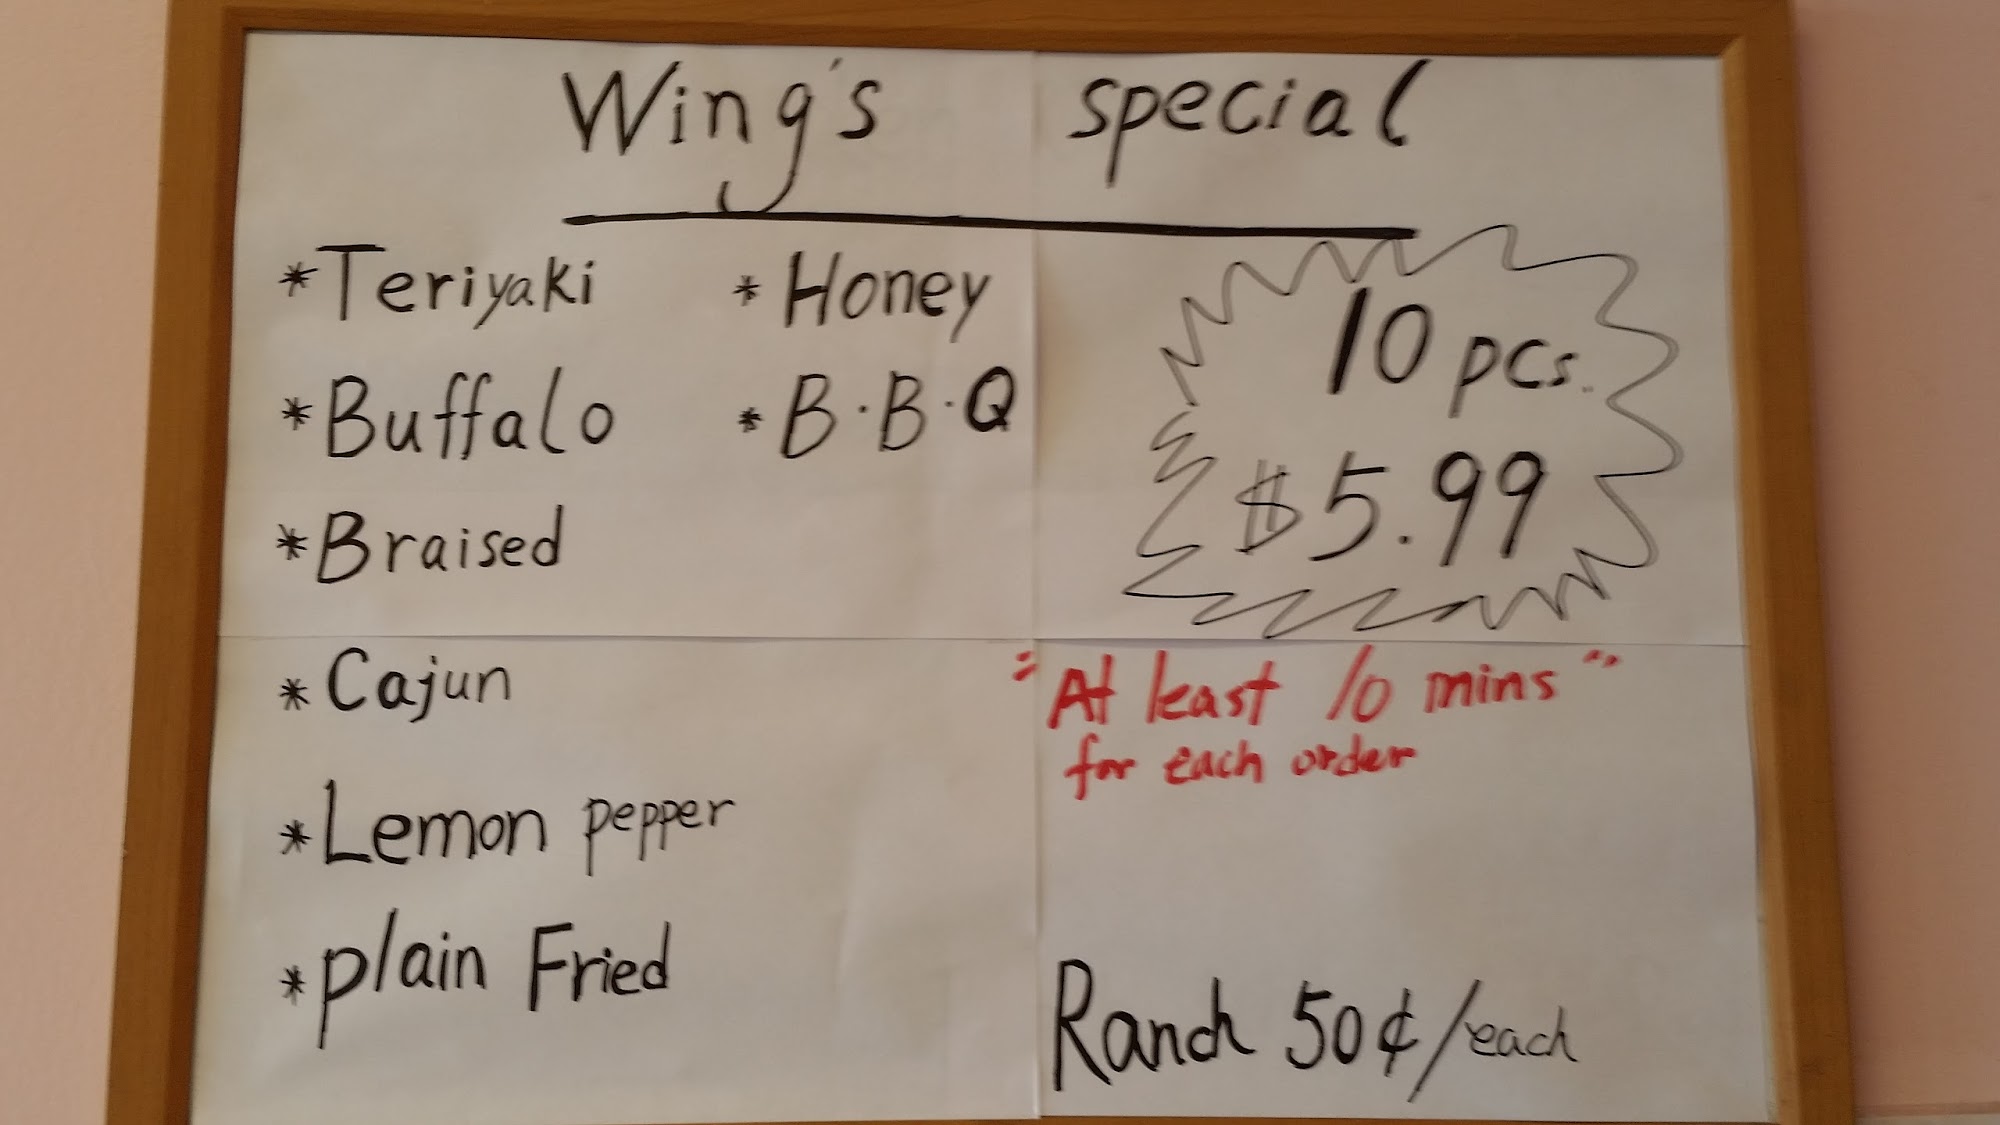 Wing's special
* Teriyaki
* Honey
* Buffalo
* B·B·Q
* Braised
10 pcs.
$5.99
* Cajun
* Lemon pepper
* plain Fried
"At least 10 mins"
for each order
Ranch 50¢/each